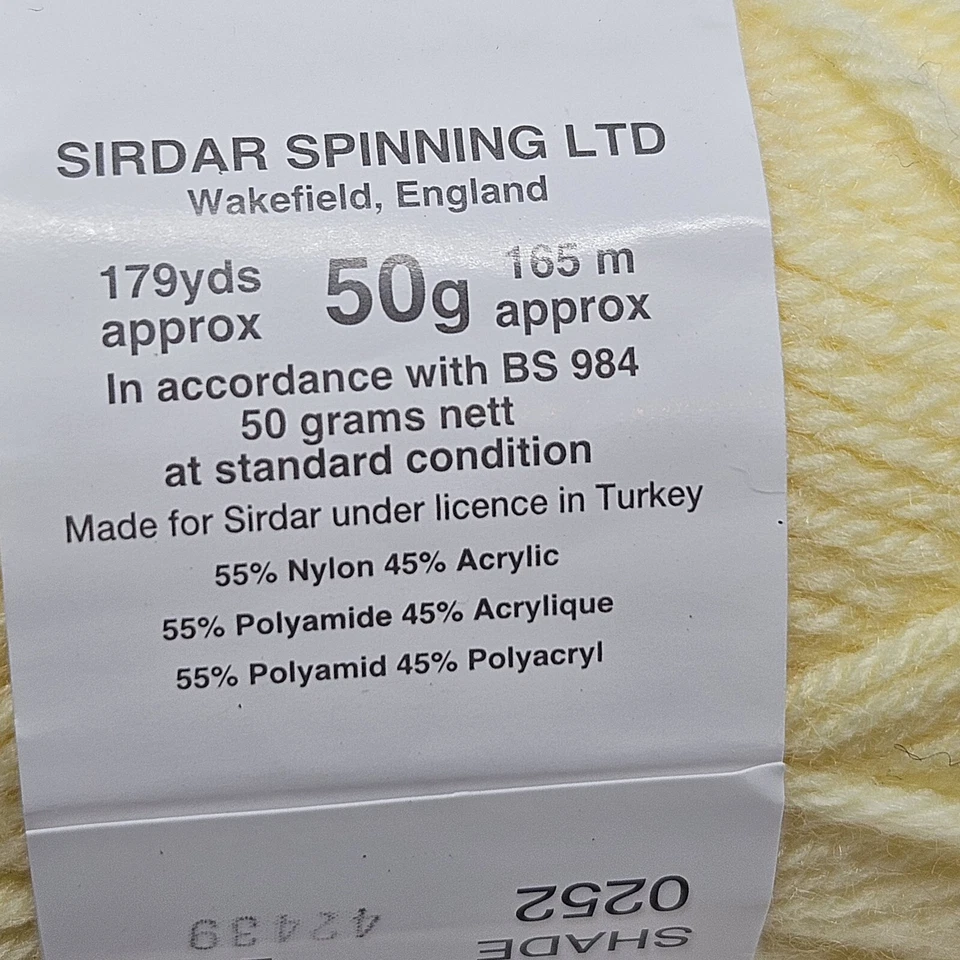 SIRDAR SPINNING LTD
Wakefield, England
179yds approx
50g
165 m approx
In accordance with BS 984
50 grams nett
at standard condition
Made for Sirdar under licence in Turkey
55% Nylon 45% Acrylic
55% Polyamide 45% Acrylique
55% Polyamid 45% Polyacryl
SHADE
0252
42439